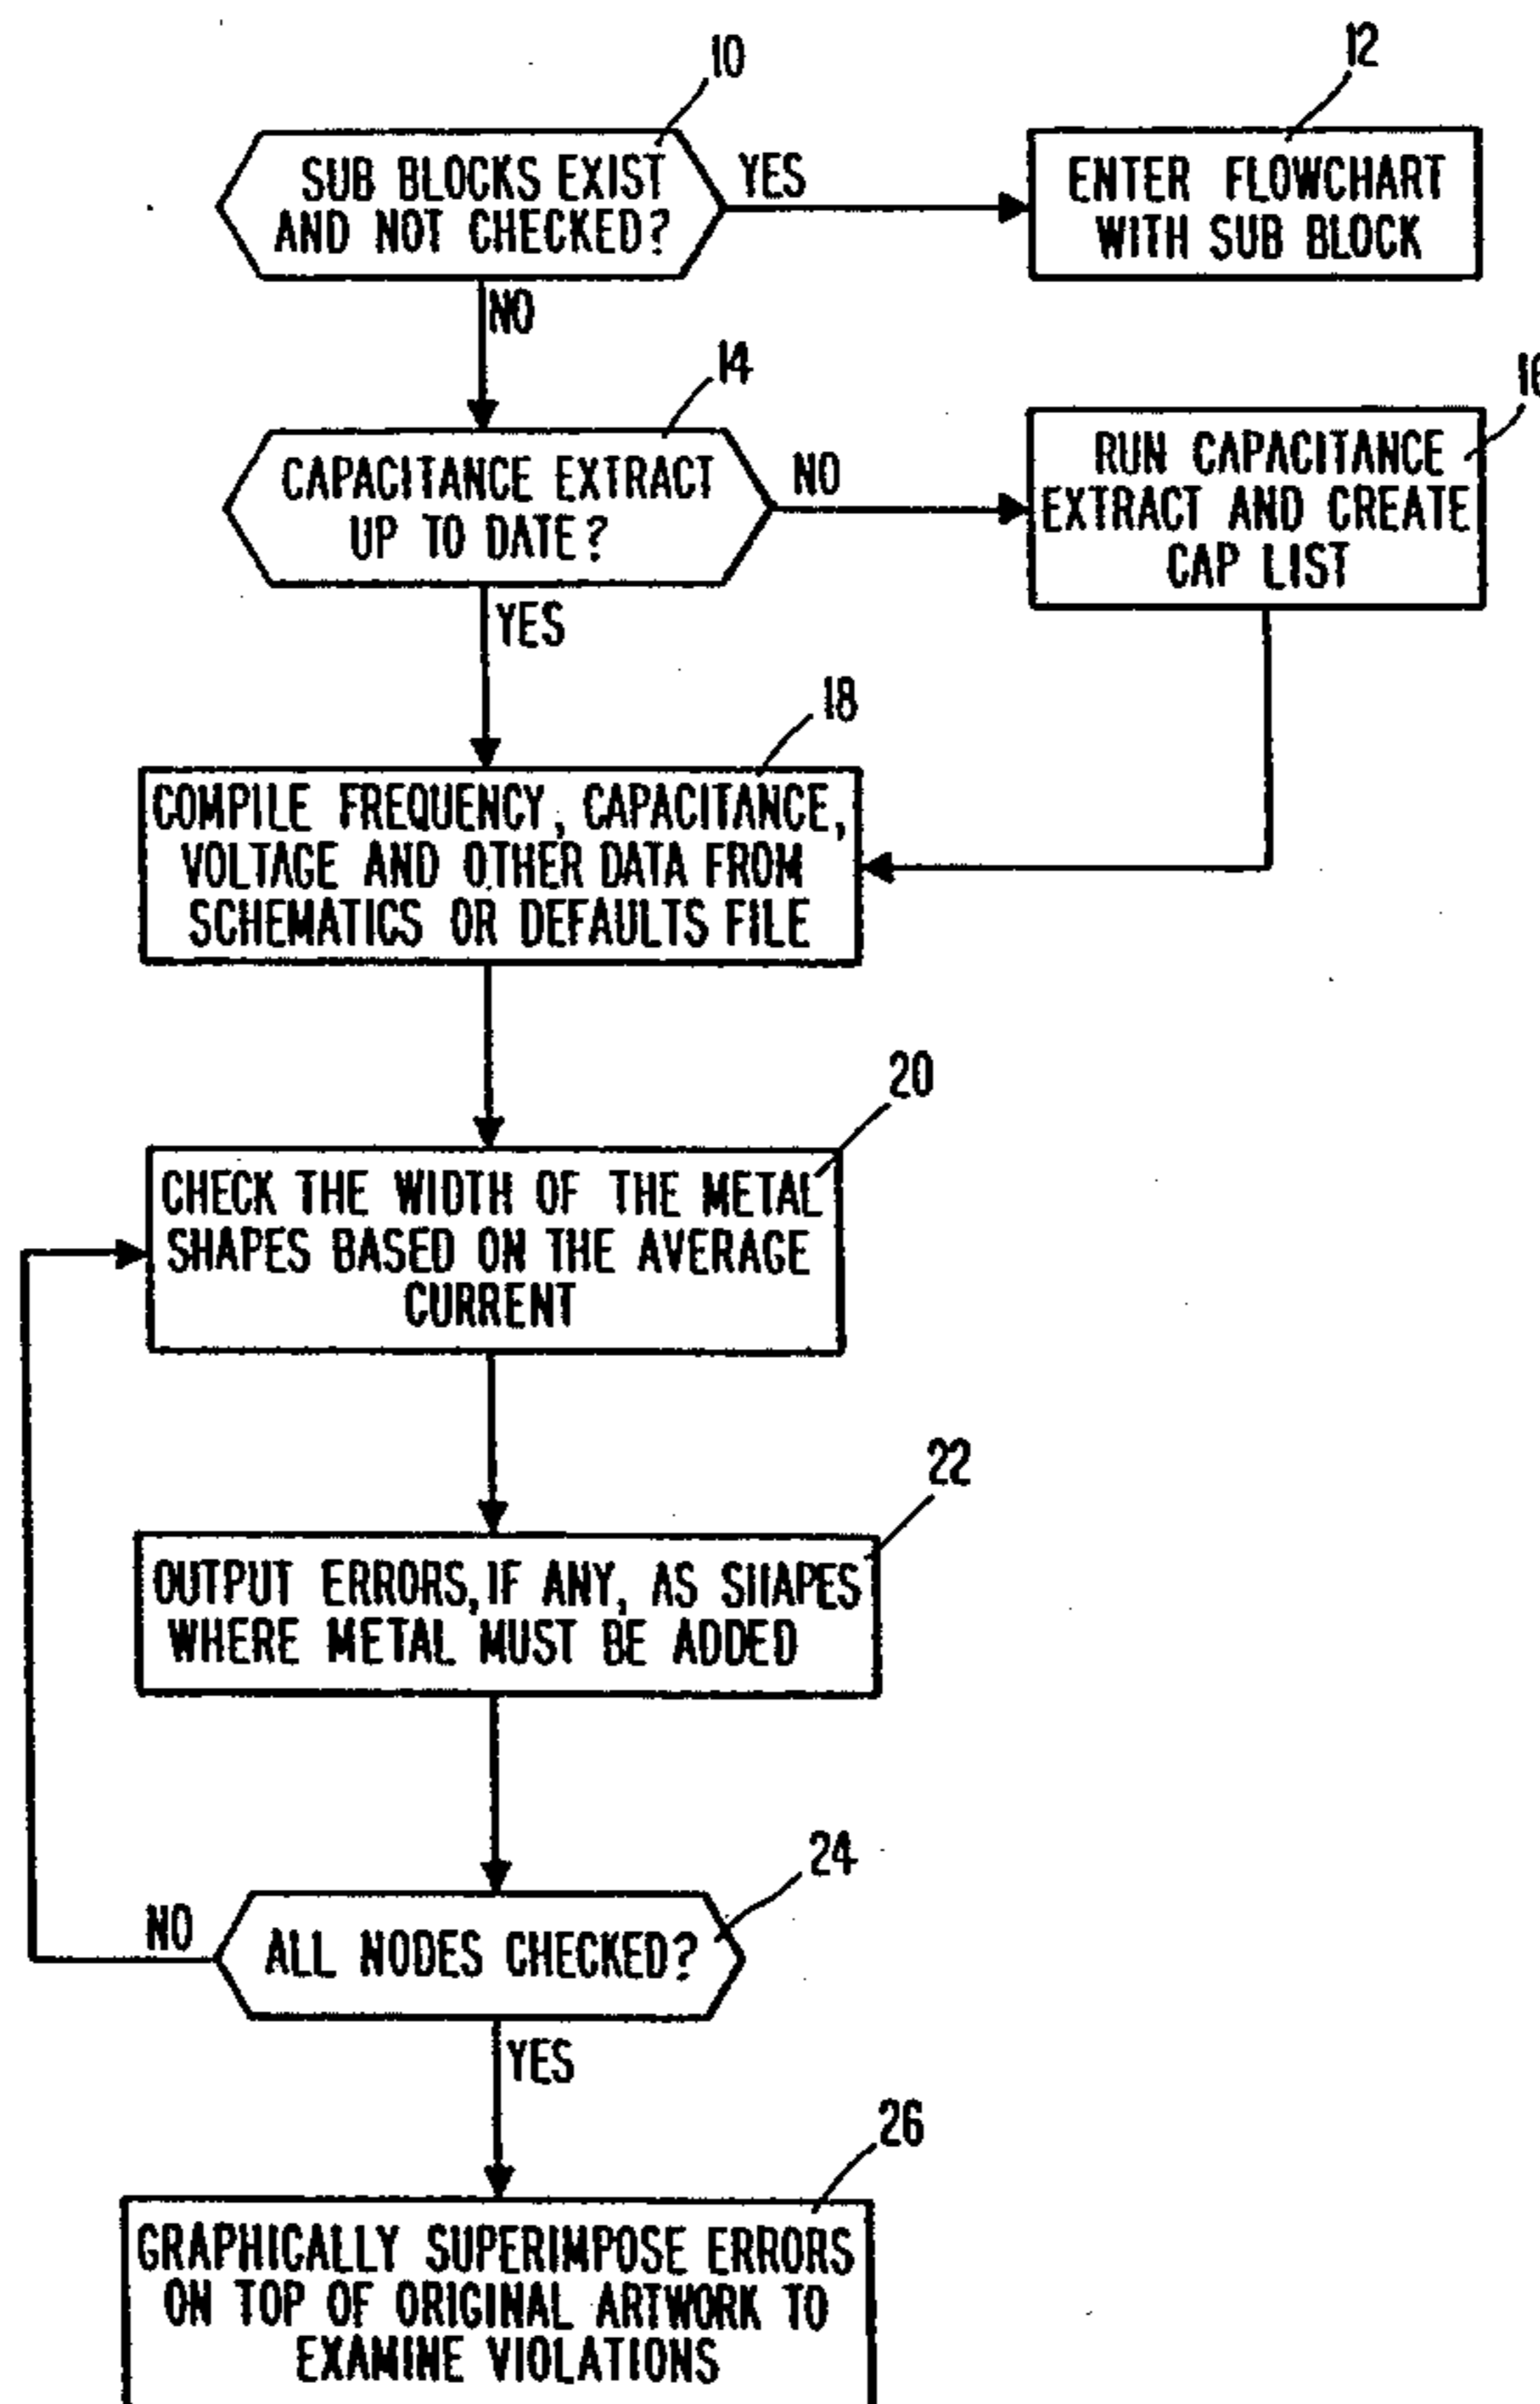 10
SUB BLOCKS EXIST
AND NOT CHECKED?
YES
12
ENTER FLOWCHART
WITH SUB BLOCK
NO
14
CAPACITANCE EXTRACT
UP TO DATE?
NO
16
RUN CAPACITANCE
EXTRACT AND CREATE
CAP LIST
YES
18
COMPILE FREQUENCY, CAPACITANCE,
VOLTAGE AND OTHER DATA FROM
SCHEMATICS OR DEFAULTS FILE
20
CHECK THE WIDTH OF THE METAL
SHAPES BASED ON THE AVERAGE
CURRENT
22
OUTPUT ERRORS, IF ANY, AS SHAPES
WHERE METAL MUST BE ADDED
24
ALL NODES CHECKED?
NO
YES
26
GRAPHICALLY SUPERIMPOSE ERRORS
ON TOP OF ORIGINAL ARTWORK TO
EXAMINE VIOLATIONS